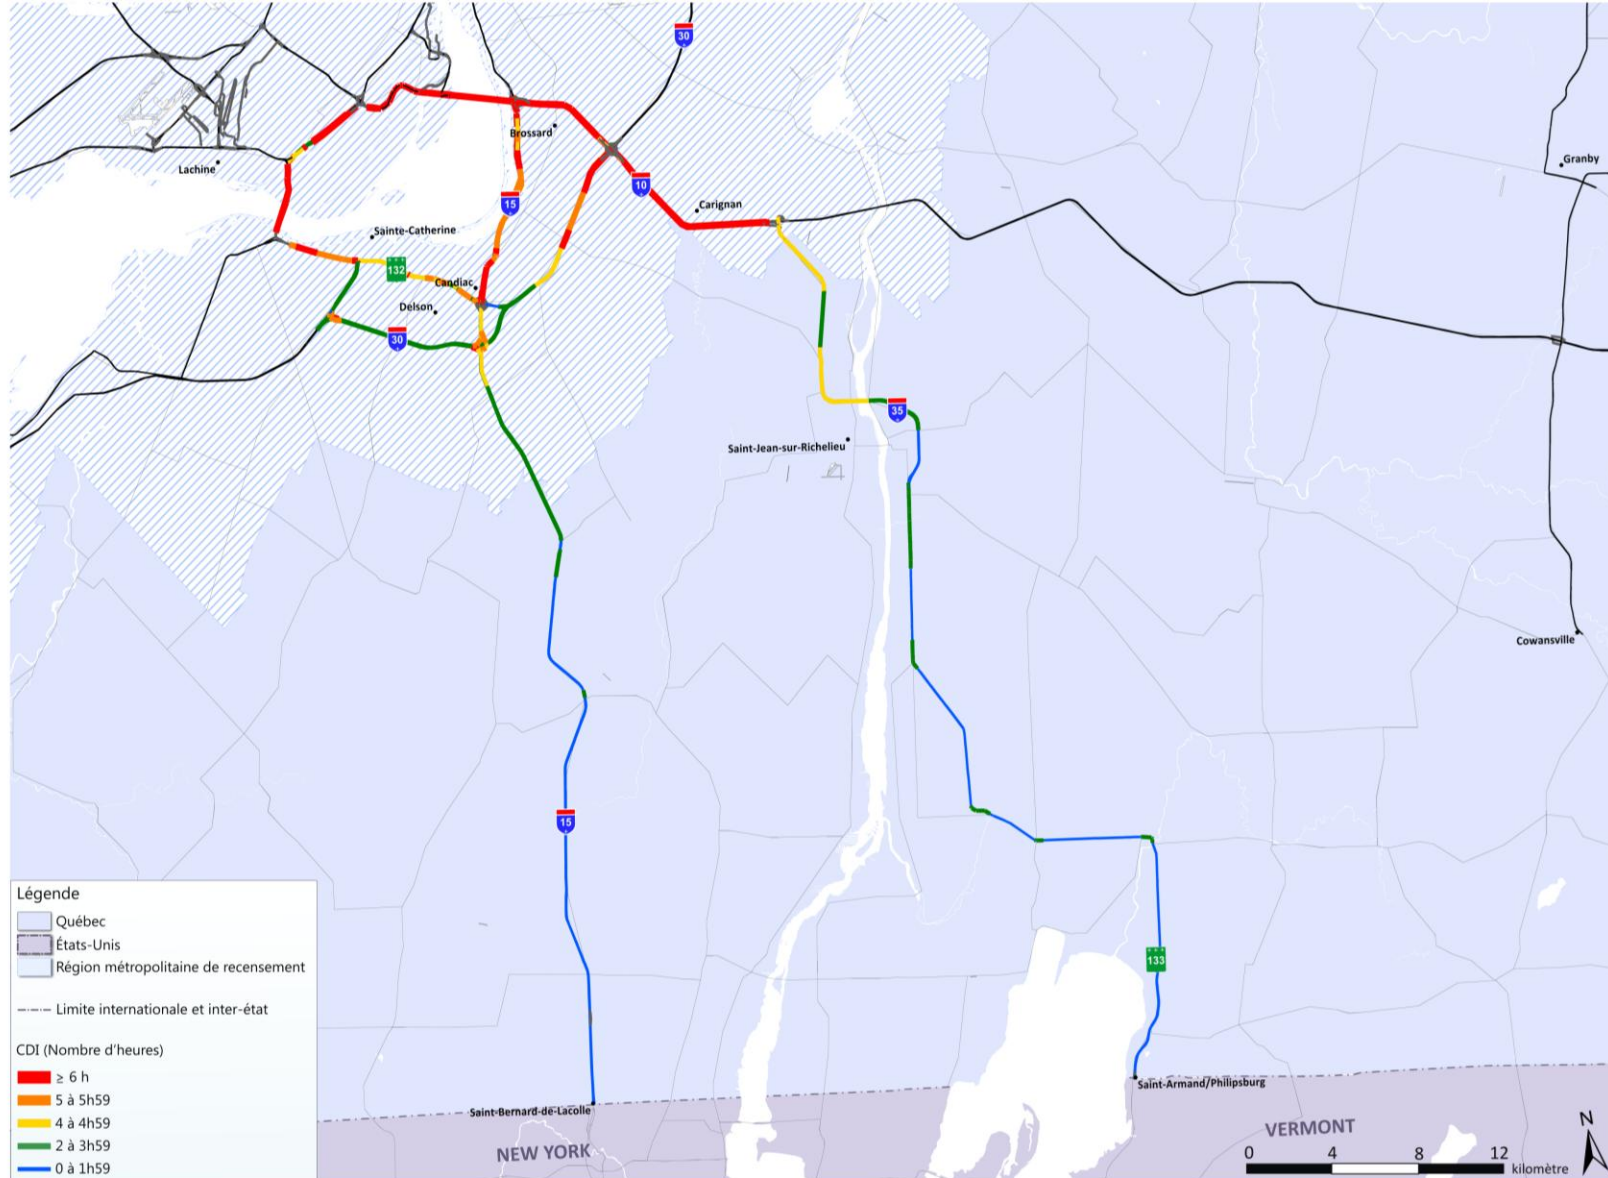 30
Brossard
Granby
Lachine
10
15
Carignan
Sainte-Catherine
132
Candiac
Delson
30
35
Saint-Jean-sur-Richelieu
Cowansville
15
133
Légende
Québec
États-Unis
Région métropolitaine de recensement
Limite internationale et inter-état
CDI (Nombre d'heures)
≥ 6 h
5 à 5h59
4 à 4h59
2 à 3h59
0 à 1h59
Saint-Armand/Philipsburg
Saint-Bernard-de-Lacolle
NEW YORK
VERMONT
N
0 4 8 12
kilomètre